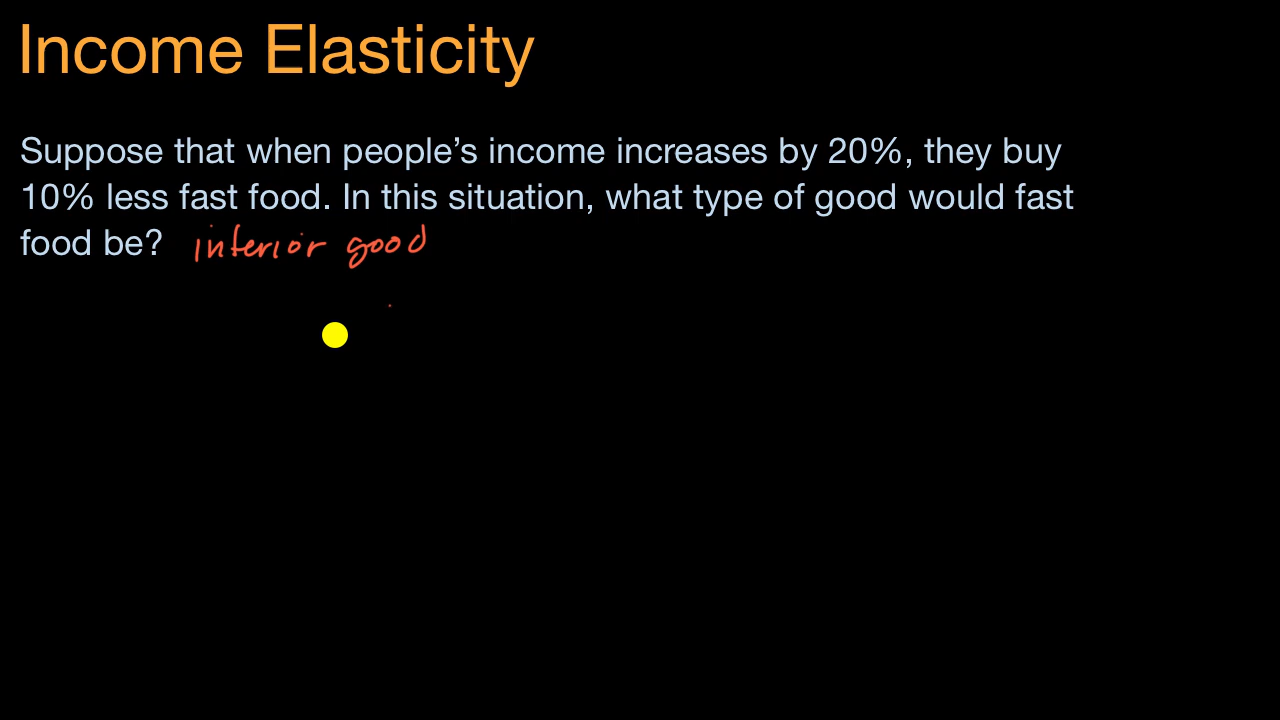 Income Elasticity
Suppose that when people's income increases by 20%, they buy
10% less fast food. In this situation, what type of good would fast
food be? inferior good